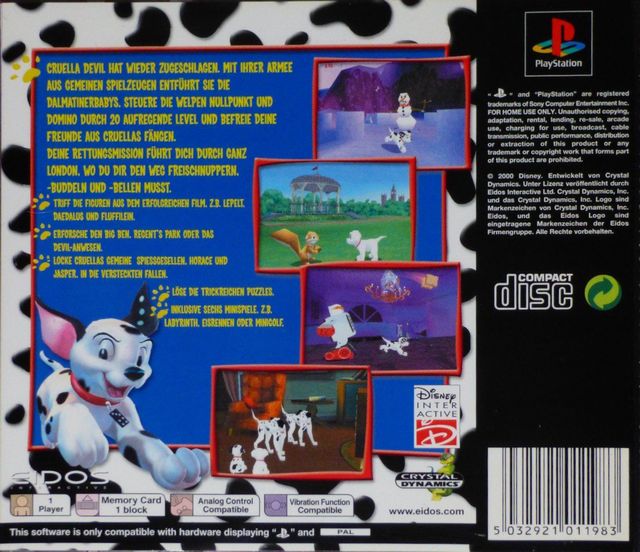 CRUELLA DEVIL HAT WIEDER ZUGESCHLAGEN. MIT IHRER ARMEE
AUS GEMEINEN SPIELZEUGEN ENTFÜHRT SIE DIE
DALMATINERBABYS. STEUERE DIE WELPEN NULLPUNKT UND
DOMINO DURCH 20 AUFREGENDE LEVEL UND BEFREIE DEINE
FREUNDE AUS CRUELLAS FÄNGEN.
DEINE RETTUNGSMISSION FÜHRT DICH DURCH GANZ
LONDON, WO DU DIR DEN WEG FREISCHNUPPERN,
-BUDDELN UND -BELLEN MUSST.
TRIFF DIE FIGUREN AUS DEM ERFOLGREICHEN FILM, Z.B. LEPELT,
DAEDALUS UND FLUFFILEIN.
ERFORSCHE DEN BIG BEN, REGENT'S PARK ODER DAS
DEVIL-ANWESEN.
LOCKE CRUELLAS GEMEINE SPIESSGESELLEN, HORACE UND
JASPER, IN DIE VERSTECKTEN FALLEN.
LÖSE DIE TRICKREICHEN PUZZLES.
INKLUSIVE SECHS MINISPIELE, Z.B.
LABYRINTH, EISRENNEN ODER MINIGOLF.
DISNEY
INTER
ACTIVE
EIDOS
INTERACTIVE
CRYSTAL
DYNAMICS
1
Player
Memory Card
1 block
Analog Control
Compatible
Vibration Function
Compatible
www.eidos.com
This software is only compatible with hardware displaying " " and PAL
PlayStation
" " and "PlayStation" are registered
trademarks of Sony Computer Entertainment Inc.
FOR HOME USE ONLY. Unauthorised copying,
adaptation, rental, lending, re-sale, arcade
use, charging for use, broadcast, cable
transmission, public performance, distribution
or extraction of this product or any
trademark or copyright work that forms part
of this product are prohibited.
© 2000 Disney. Entwickelt von Crystal
Dynamics. Unter Lizenz veröffentlicht durch
Eidos Interactive Ltd. Crystal Dynamics, Inc.
und das Crystal Dynamics, Inc. Logo sind
Markenzeichen von Crystal Dynamics, Inc.
Eidos, und das Eidos Logo sind
eingetragene Markenzeichen der Eidos
Firmengruppe. Alle Rechte vorbehalten.
COMPACT
disc
5 032921 011983